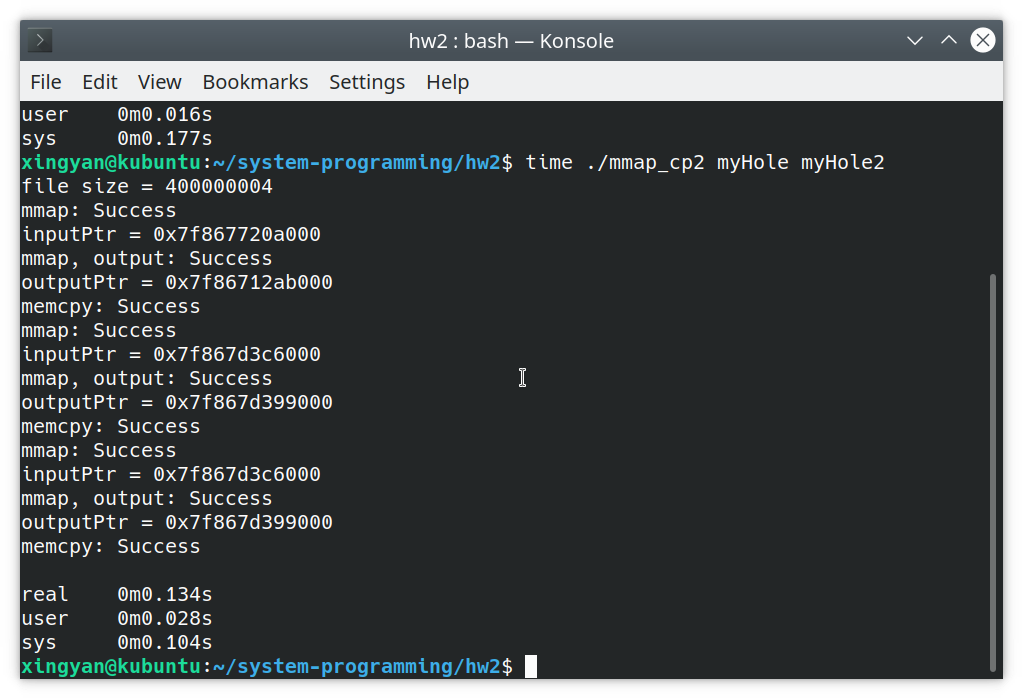 hw2 : bash — Konsole
File Edit View Bookmarks Settings Help
user    0m0.016s
sys     0m0.177s
xingyan@kubuntu:~/system-programming/hw2$ time ./mmap_cp2 myHole myHole2
file size = 400000004
mmap: Success
inputPtr = 0x7f867720a000
mmap, output: Success
outputPtr = 0x7f86712ab000
memcpy: Success
mmap: Success
inputPtr = 0x7f867d3c6000
mmap, output: Success
outputPtr = 0x7f867d399000
memcpy: Success
mmap: Success
inputPtr = 0x7f867d3c6000
mmap, output: Success
outputPtr = 0x7f867d399000
memcpy: Success
real    0m0.134s
user    0m0.028s
sys     0m0.104s
xingyan@kubuntu:~/system-programming/hw2$